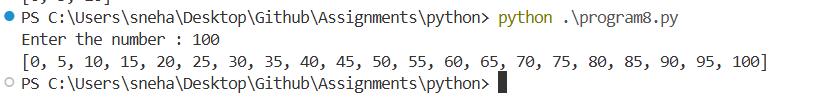 PS C:\Users\sneha\Desktop\Github\Assignments\python> python .\program8.py
Enter the number : 100
[0, 5, 10, 15, 20, 25, 30, 35, 40, 45, 50, 55, 60, 65, 70, 75, 80, 85, 90, 95, 100]
PS C:\Users\sneha\Desktop\Github\Assignments\python>